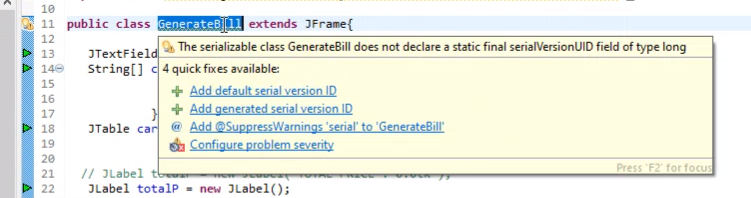 10
11 public class GenerateBill extends JFrame{
12
The serializable class GenerateBill does not declare a static final serialVersionUID field of type long
13 JTextField
14 String[] c
4 quick fixes available:
15
Add default serial version ID
16
Add generated serial version ID
17 }
18 JTable car
@ Add @SuppressWarnings 'serial' to 'GenerateBill'
19
Configure problem severity
20
Press 'F2' for focus
21 // JLabel
22 JLabel totalP = new JLabel();